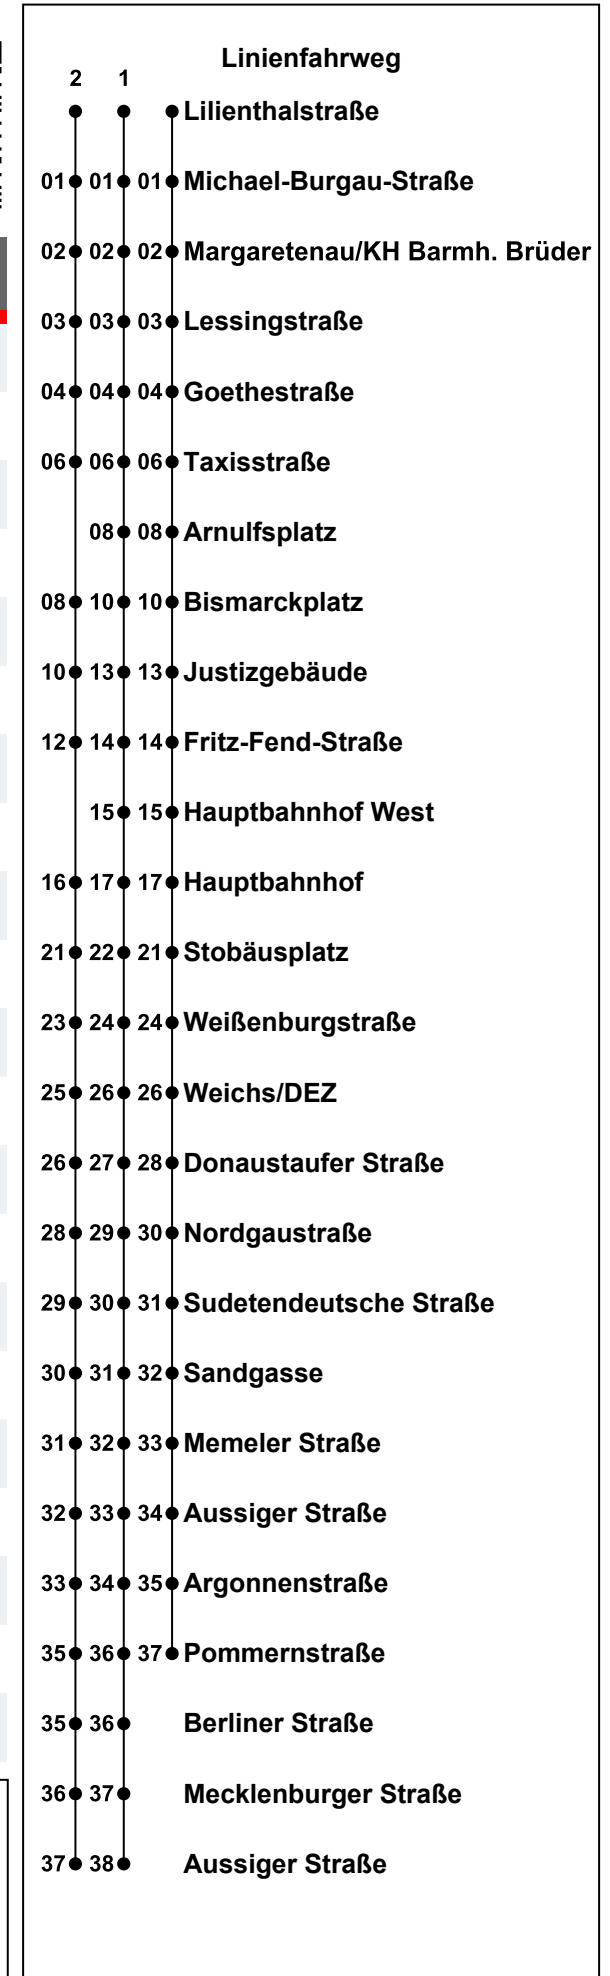 Linienfahrweg
2 1
Lilienthalstraße
01 01 01 Michael-Burgau-Straße
02 02 02 Margaretenau/KH Barmh. Brüder
03 03 03 Lessingstraße
04 04 04 Goethestraße
06 06 06 Taxisstraße
08 08 Arnulfsplatz
08 10 10 Bismarckplatz
10 13 13 Justizgebäude
12 14 14 Fritz-Fend-Straße
15 15 Hauptbahnhof West
16 17 17 Hauptbahnhof
21 22 21 Stobäusplatz
23 24 24 Weißenburgstraße
25 26 26 Weichs/DEZ
26 27 28 Donaustaufer Straße
28 29 30 Nordgaustraße
29 30 31 Sudetendeutsche Straße
30 31 32 Sandgasse
31 32 33 Memeler Straße
32 33 34 Aussiger Straße
33 34 35 Argonnenstraße
35 36 37 Pommernstraße
35 36 Berliner Straße
36 37 Mecklenburger Straße
37 38 Aussiger Straße